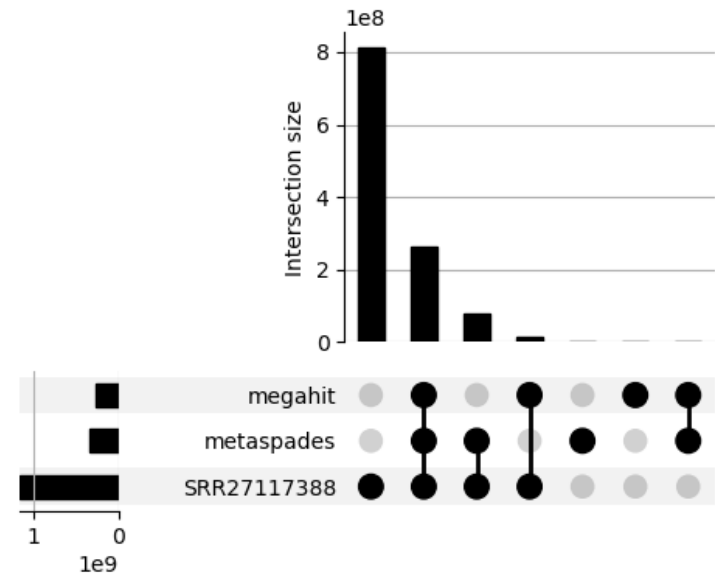 1e8
8
6
4
2
0
Intersection size
megahit
metaspades
SRR27117388
1 0
1e9